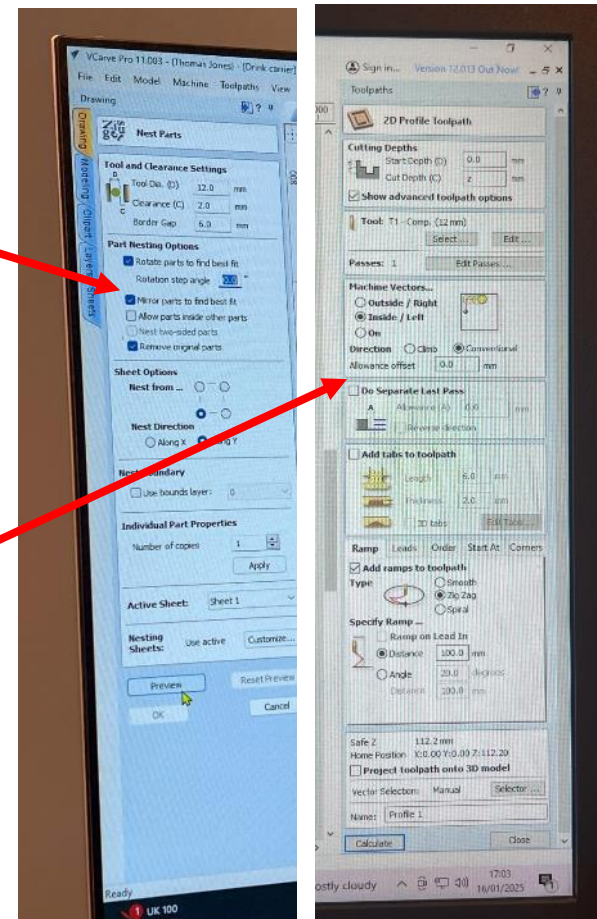 VCarve Pro 11.003 - (Thomas Jones) - [Drink carrier]
File Edit Model Machine Toolpaths View
Drawing
Drawing
Modeling
Clipart
Layers
Sheets
Nest Parts
Tool and Clearance Settings
D
Tool Dia. (D) 12.0 mm
C
Clearance (C) 2.0 mm
Border Gap 6.0 mm
Part Nesting Options
Rotate parts to find best fit
Rotation step angle
Mirror parts to find best fit
Allow parts inside other parts
Nest two-sided parts
Remove original parts
Sheet Options
Nest from ...
Nest Direction
Along X Along Y
Nest Boundary
Use bounds layer: 0
Individual Part Properties
Number of copies 1
Apply
Active Sheet: Sheet 1
Nesting Sheets: Use active Customize...
Preview Reset Preview
OK Cancel
Ready
1 UK 100
Sign in... Version 12.013 Out Now!
Toolpaths
2D Profile Toolpath
Cutting Depths
Start Depth (D) 0.0 mm
Cut Depth (C) z mm
Show advanced toolpath options
Tool: T1 - Comp. (12 mm)
Select ... Edit ...
Passes: 1 Edit Passes ...
Machine Vectors...
Outside / Right
Inside / Left
On
Direction Climb Conventional
Allowance offset 0.0 mm
Do Separate Last Pass
A Allowance (A) 0.0 mm
Reverse direction
Add tabs to toolpath
Length 6.0 mm
Thickness 2.0 mm
3D tabs Edit Tabs ...
Ramp Leads Order Start At Corners
Add ramps to toolpath
Type Smooth
Zig Zag
Spiral
Specify Ramp ...
Ramp on Lead In
Distance 100.0 mm
Angle 20.0 degrees
Distance 100.0 mm
Safe Z 112.2 mm
Home Position X:0.00 Y:0.00 Z:112.20
Project toolpath onto 3D model
Vector Selection: Manual Selector ...
Name: Profile 1
Calculate Close
ostly cloudy 17:03
16/01/2025